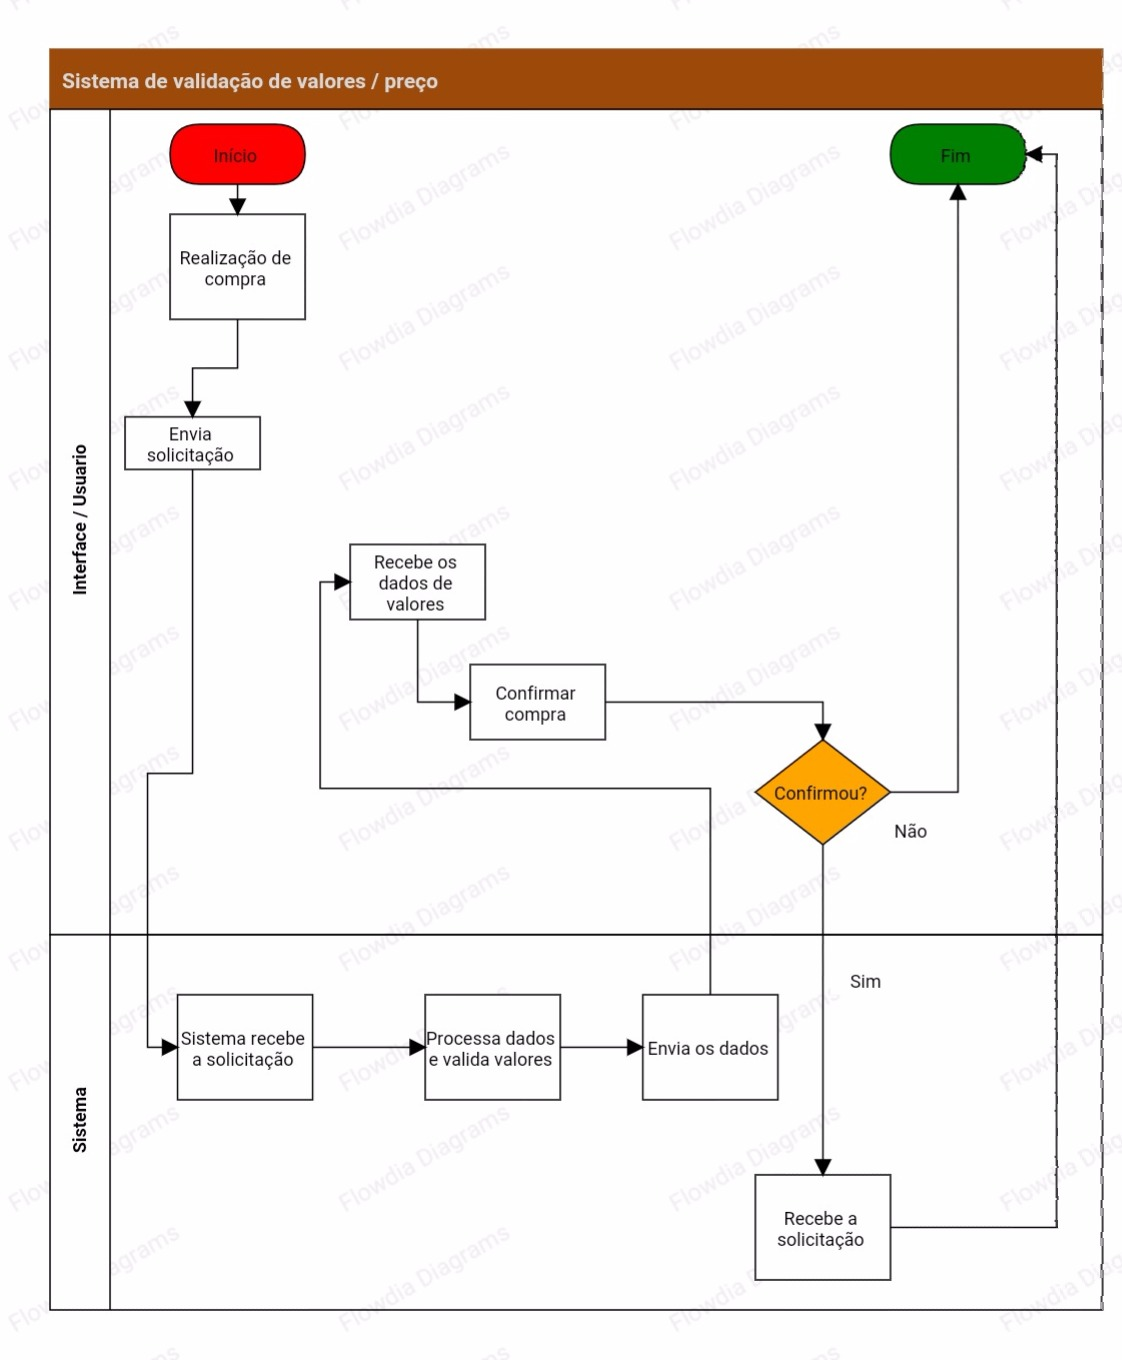 Sistema de validação de valores / preço
Início
Fim
Realização de
compra
Envia
solicitação
Interface / Usuario
Recebe os
dados de
valores
Confirmar
compra
Confirmou?
Não
Sim
Sistema
Sistema recebe
a solicitação
Processa dados
e valida valores
Envia os dados
Recebe a
solicitação
Flowdia Diagrams